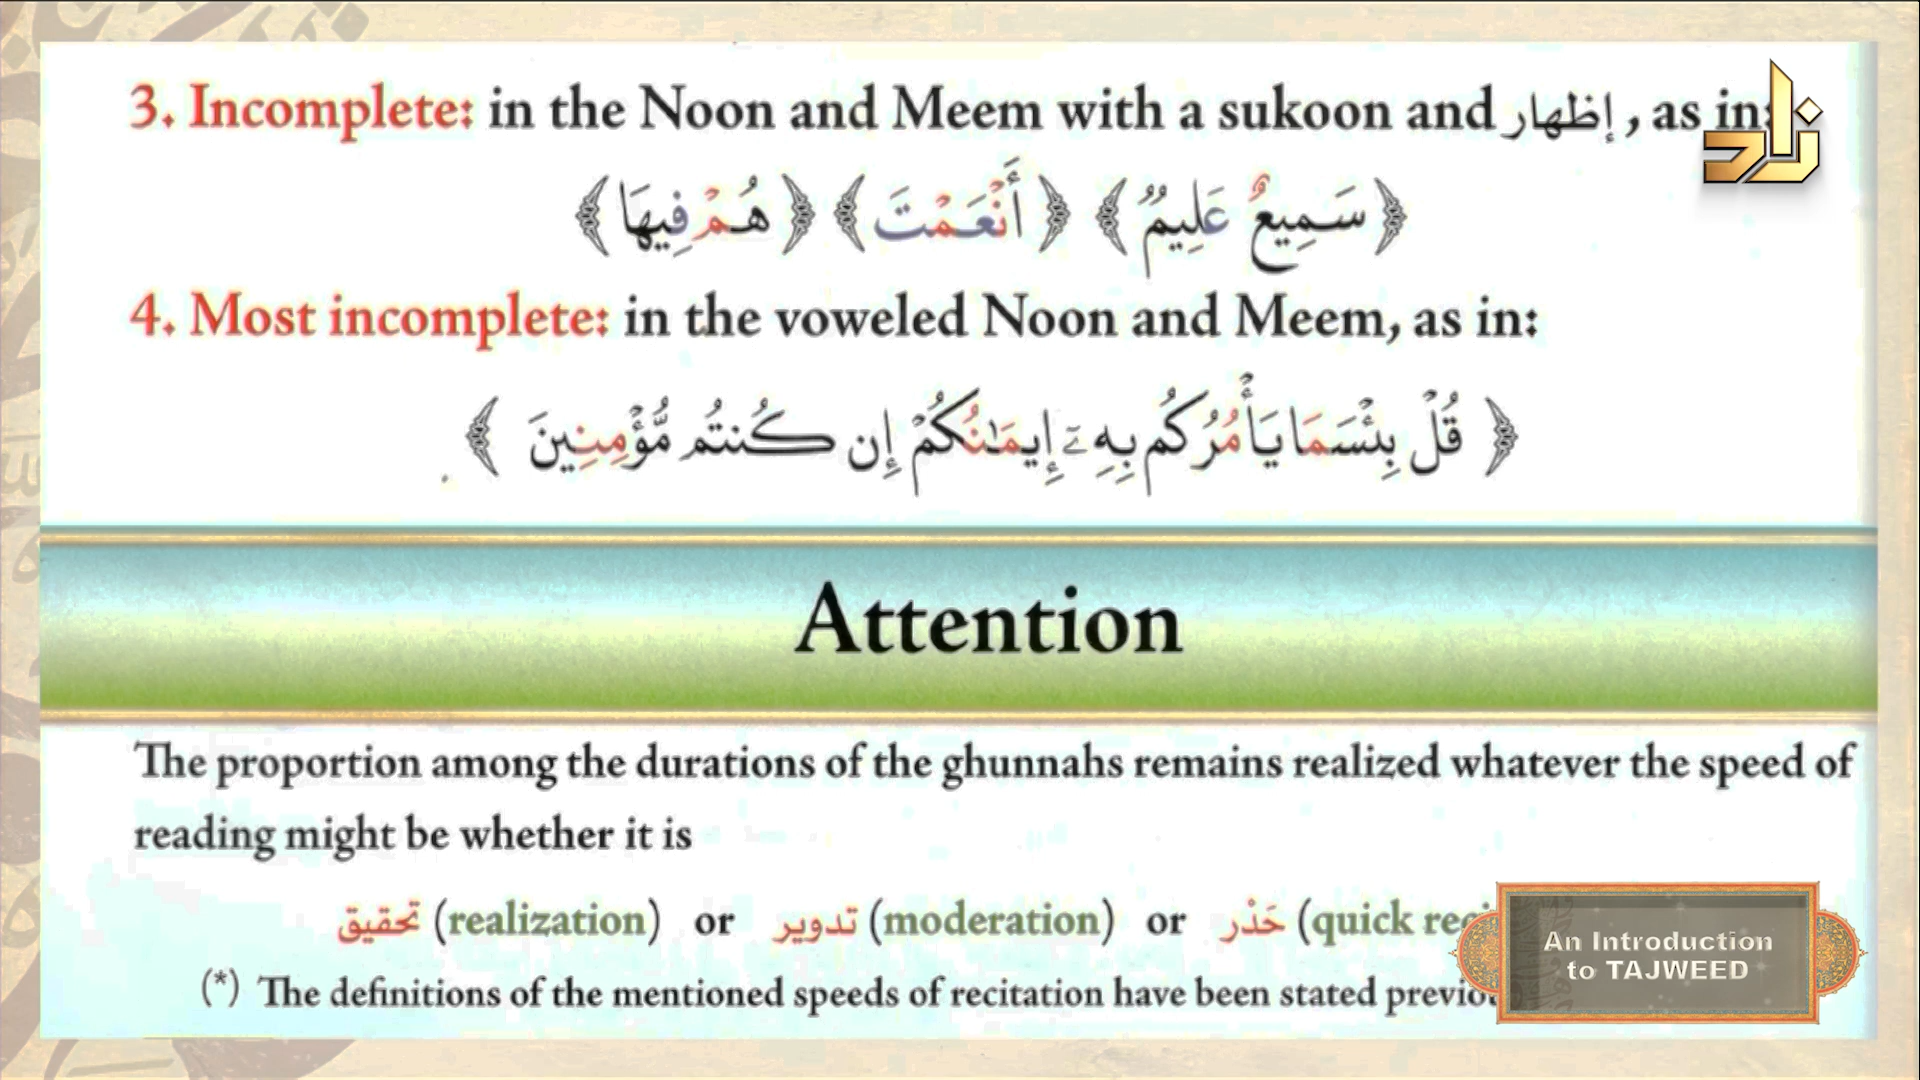 3. Incomplete: in the Noon and Meem with a sukoon and إظهار , as in:
﴿ سَمِيعٌ عَلِيمٌ ﴾ ﴿ أَنْعَمْتَ ﴾ ﴿ هُمْ فِيهَا ﴾
4. Most incomplete: in the voweled Noon and Meem, as in:
﴿ قُلْ بِئْسَمَا يَأْمُرُكُم بِهِۦٓ إِيمَٰنُكُمْ إِن كُنتُم مُّؤْمِنِينَ ﴾
Attention
The proportion among the durations of the ghunnahs remains realized whatever the speed of
reading might be whether it is
تحقيق (realization) or تدوير (moderation) or حَدْر (quick
(*) The definitions of the mentioned speeds of recitation have been stated
زاد
An Introduction
to TAJWEED